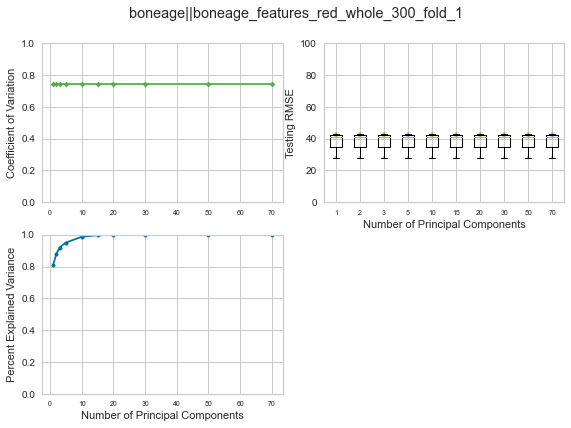 boneage||boneage_features_red_whole_300_fold_1
Coefficient of Variation
1.0
0.8
0.6
0.4
0.2
0.0
0 10 20 30 40 50 60 70
Testing RMSE
100
80
60
40
20
0
1 2 3 5 10 15 20 30 50 70
Number of Principal Components
Percent Explained Variance
1.0
0.8
0.6
0.4
0.2
0.0
0 10 20 30 40 50 60 70
Number of Principal Components